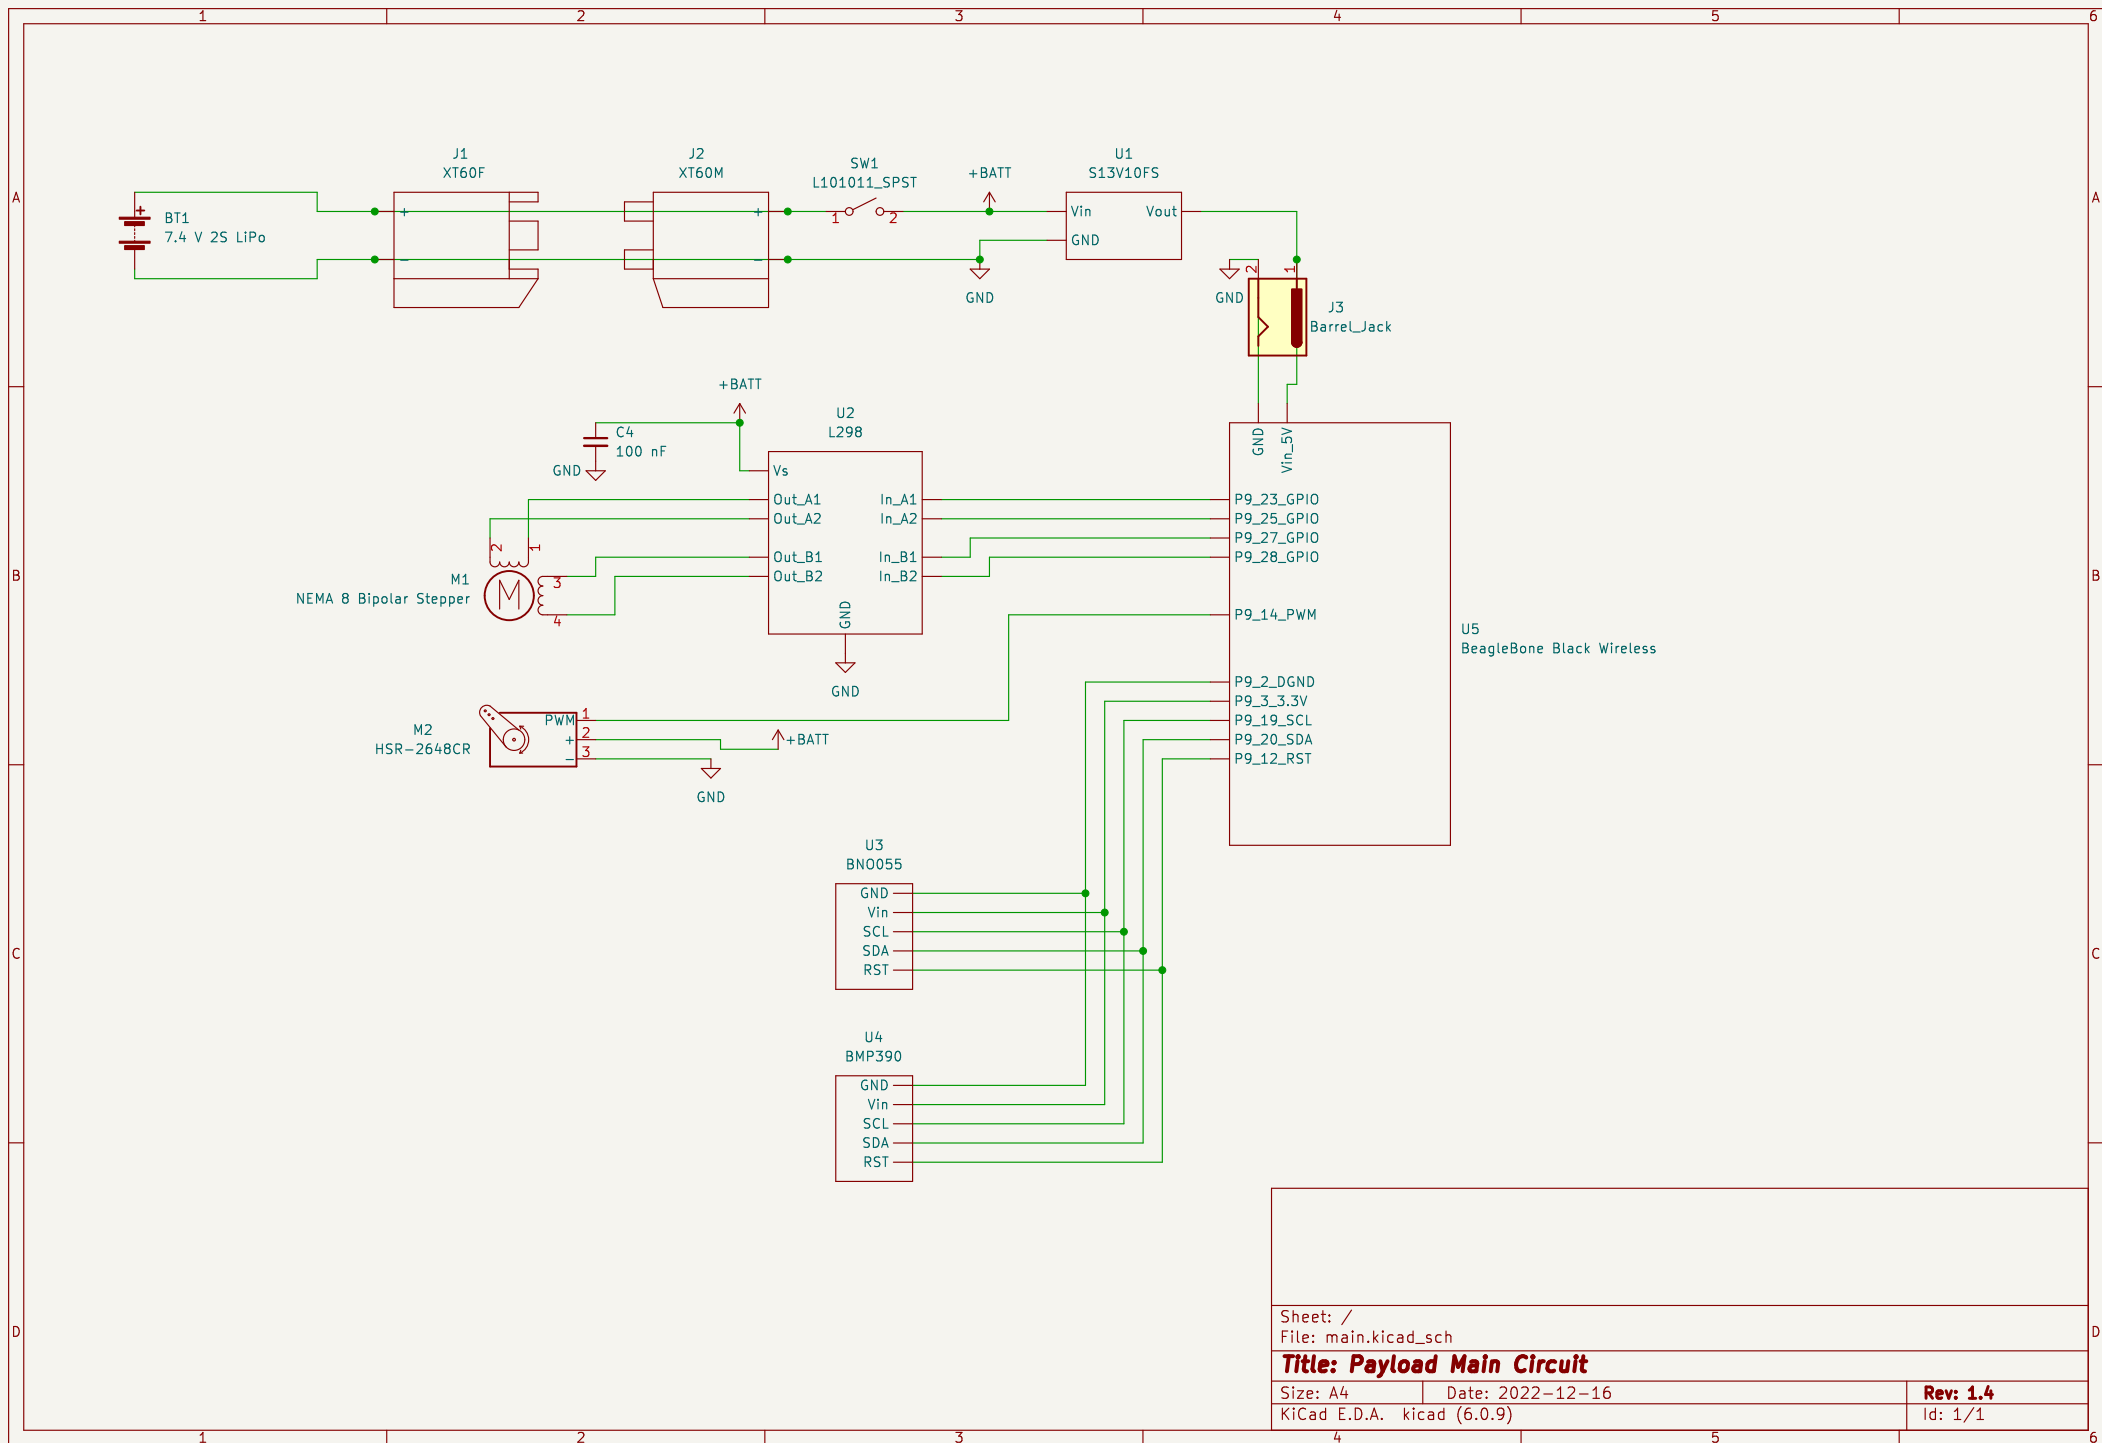 1 2 3 4 5 6
A A
B B
C C
D D
J1
XT60F
J2
XT60M
SW1
L101011_SPST
+BATT
U1
S13V10FS
BT1
7.4 V 2S LiPo
+
+
-
+
-
1 2
Vin Vout
GND
GND
GND
2 1
J3
Barrel_Jack
+BATT
C4
100 nF
GND
U2
L298
Vs
Out_A1 In_A1
Out_A2 In_A2
Out_B1 In_B1
Out_B2 In_B2
GND
GND
2 1
3
4
M
M1
NEMA 8 Bipolar Stepper
GND Vin_5V
P9_23_GPIO
P9_25_GPIO
P9_27_GPIO
P9_28_GPIO
P9_14_PWM
P9_2_DGND
P9_3_3.3V
P9_19_SCL
P9_20_SDA
P9_12_RST
U5
BeagleBone Black Wireless
M2
HSR-2648CR
PWM 1
+ 2
- 3
+BATT
GND
U3
BNO055
GND
Vin
SCL
SDA
RST
U4
BMP390
GND
Vin
SCL
SDA
RST
Sheet: /
File: main.kicad_sch
Title: Payload Main Circuit
Size: A4 Date: 2022-12-16 Rev: 1.4
KiCad E.D.A. kicad (6.0.9) Id: 1/1
1 2 3 4 5 6